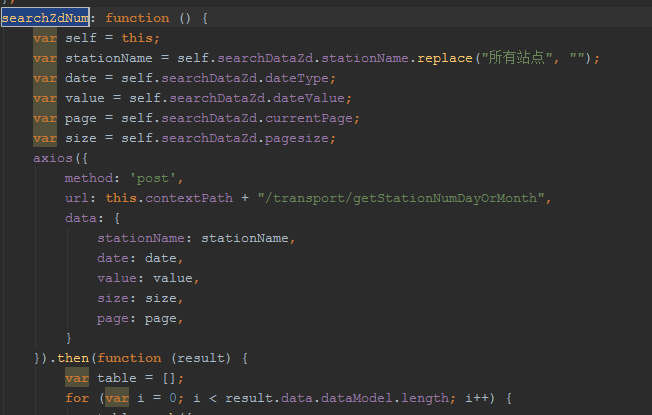 searchZdNum: function () {
var self = this;
var stationName = self.searchDataZd.stationName.replace("所有站点", "");
var date = self.searchDataZd.dateType;
var value = self.searchDataZd.dateValue;
var page = self.searchDataZd.currentPage;
var size = self.searchDataZd.pagesize;
axios({
method: 'post',
url: this.contextPath + "/transport/getStationNumDayOrMonth",
data: {
stationName: stationName,
date: date,
value: value,
size: size,
page: page,
}
}).then(function (result) {
var table = [];
for (var i = 0; i < result.data.dataModel.length; i++) {